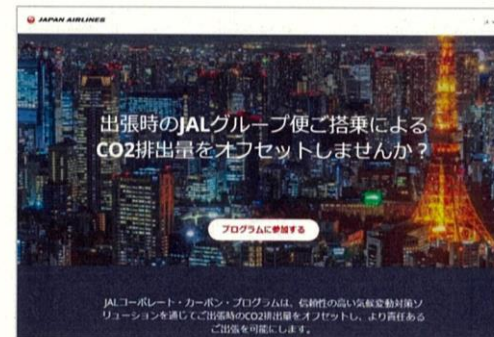 JAPAN AIRLINES
出張時のJALグループ便ご搭乗による
CO2排出量をオフセットしませんか？
プログラムに参加する
JALコーポレート・カーボン・プログラムは、信頼性の高い気候変動対策ソ
リューションを通じてご出張時のCO2排出量をオフセットし、より責任ある
ご出張を可能にします。